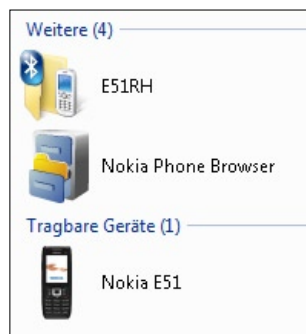 Weitere (4)
E51RH
Nokia Phone Browser
Tragbare Geräte (1)
Nokia E51